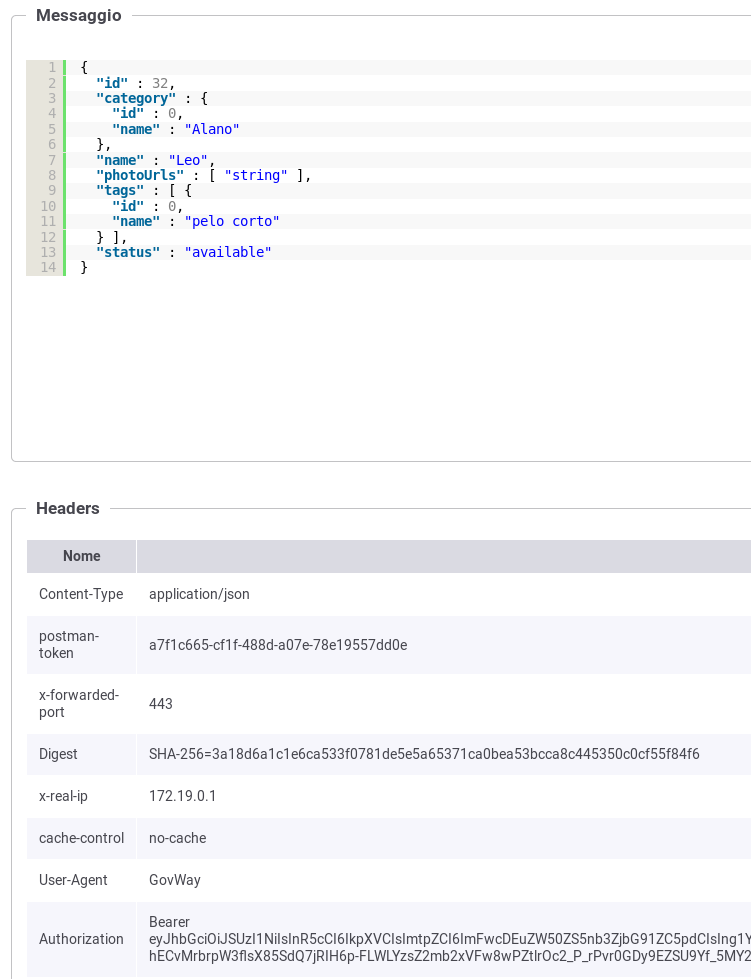 Messaggio
1 {
2 "id" : 32,
3 "category" : {
4 "id" : 0,
5 "name" : "Alano"
6 },
7 "name" : "Leo",
8 "photoUrls" : [ "string" ],
9 "tags" : [ {
10 "id" : 0,
11 "name" : "pelo corto"
12 } ],
13 "status" : "available"
14 }
Headers
Nome
Content-Type application/json
postman-
token a7f1c665-cf1f-488d-a07e-78e19557dd0e
x-forwarded-
port 443
Digest SHA-256=3a18d6a1c1e6ca533f0781de5e5a65371ca0bea53bcca8c445350c0cf55f84f6
x-real-ip 172.19.0.1
cache-control no-cache
User-Agent GovWay
Authorization Bearer
eyJhbGciOiJSUzI1NiIsInR5cCI6IkpXVCIsImtpZCI6ImFwcDEuZW50ZS5nb3ZjbG91ZC5pdCIsIng1Y
hECvMrbrpW3flsX85SdQ7jRIH6p-FLWLYzsZ2mb2xVFw8wPZtIrOc2_P_rPvr0GDy9EZSU9Yf_5MY2